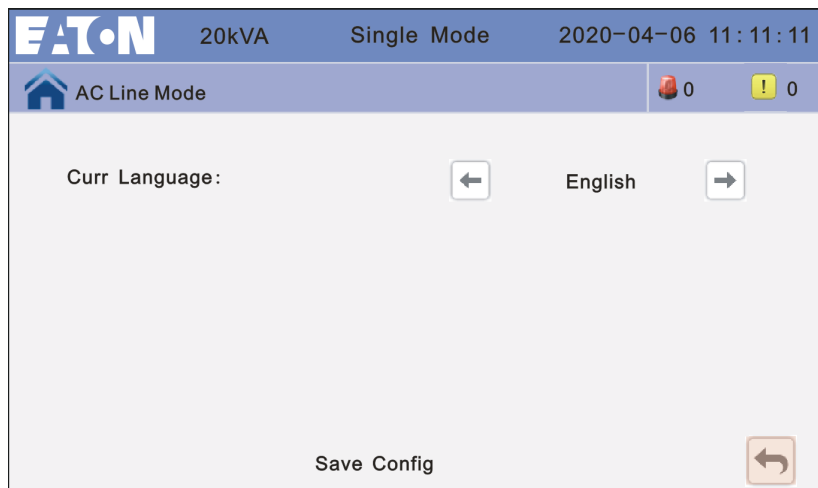 EATON 20kVA Single Mode 2020-04-06 11:11:11
AC Line Mode 0 ! 0
Curr Language: English
Save Config